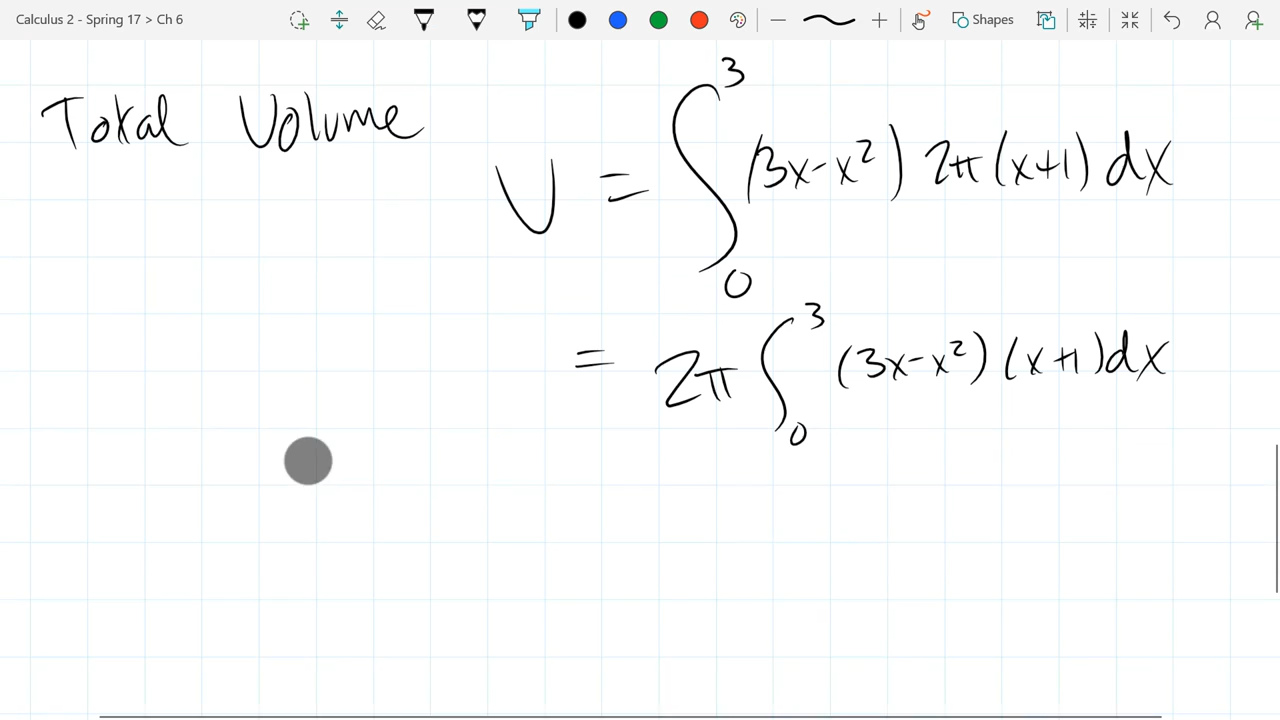 Calculus 2 - Spring 17 > Ch 6
Shapes
Total Volume
V = ∫₀³ (3x-x²) 2π(x+1) dx
= 2π ∫₀³ (3x-x²) (x+1)dx